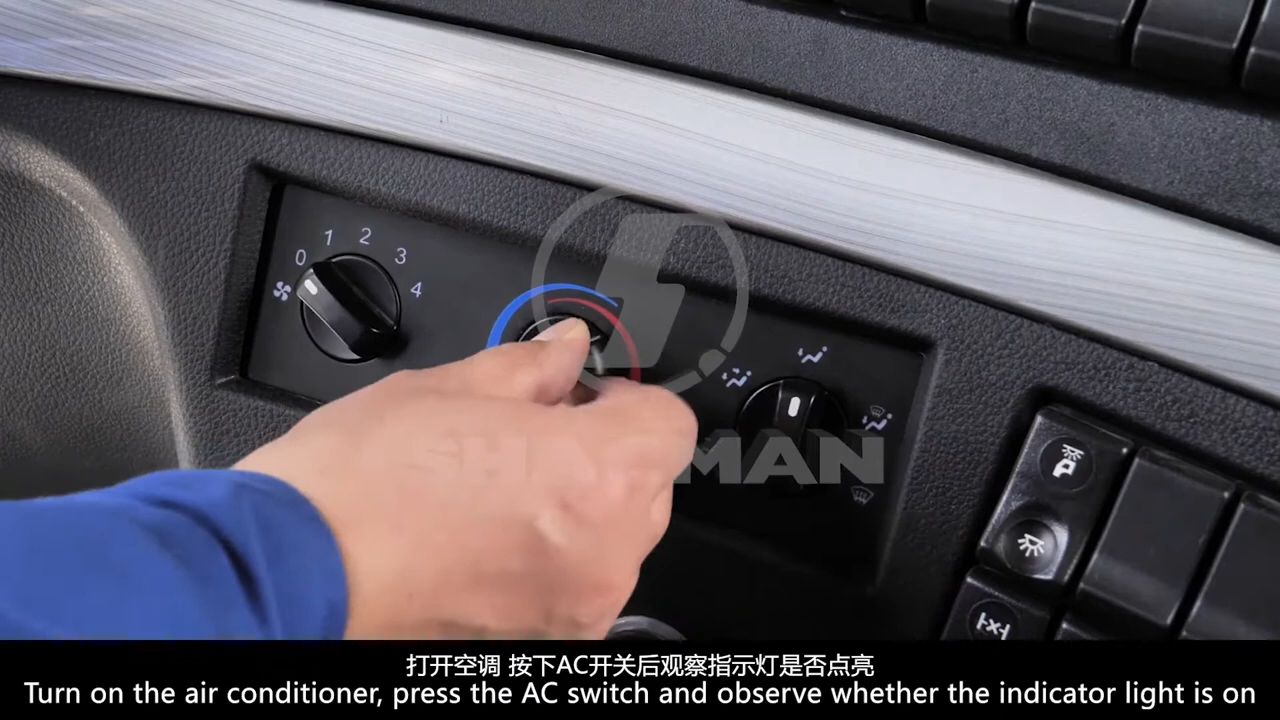 0
1
2
3
4
SHACMAN
打开空调 按下AC开关后观察指示灯是否点亮
Turn on the air conditioner, press the AC switch and observe whether the indicator light is on